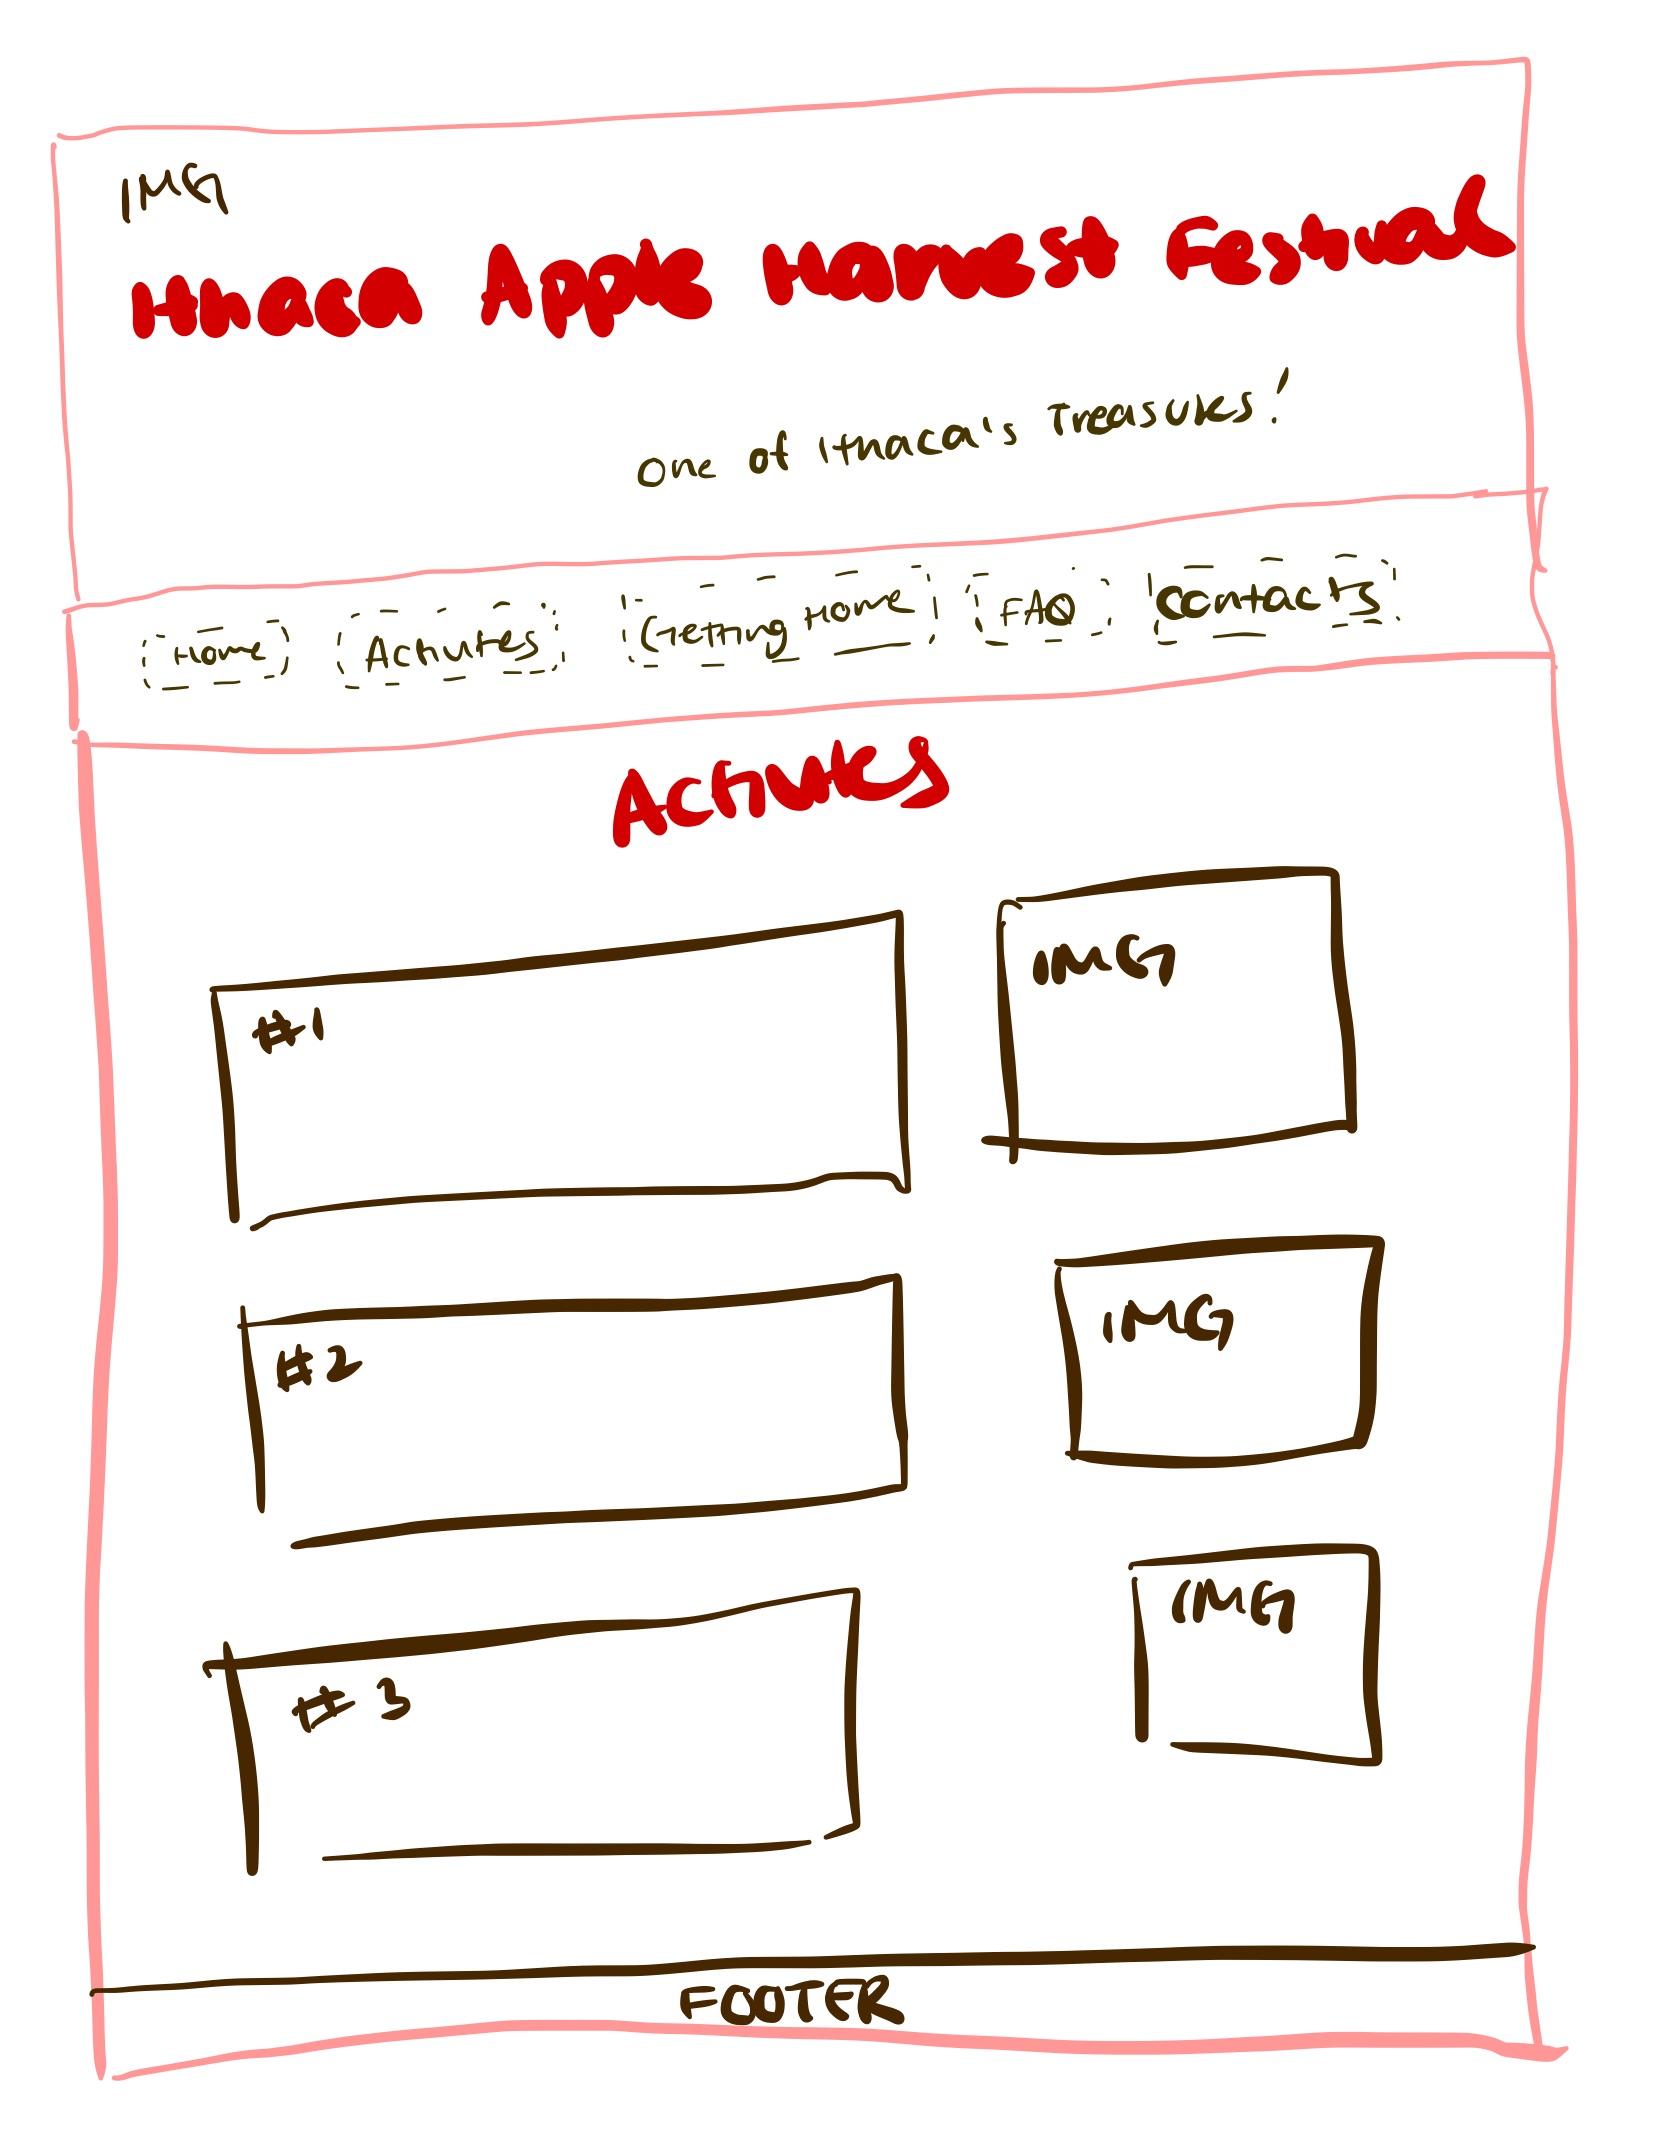 IMG
Ithaca Apple Harvest Festival
One of Ithaca's Treasures!
Home Activites Getting Home FAQ Contacts
Activites
#1 IMG
#2 IMG
#3 IMG
FOOTER